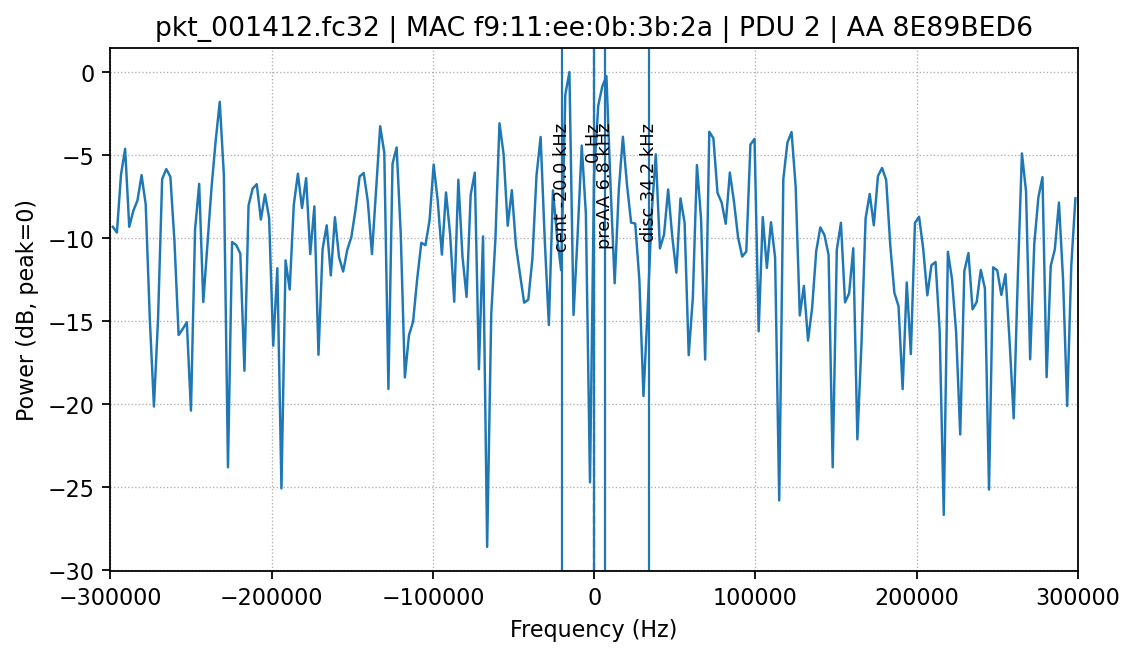 pkt_001412.fc32 | MAC f9:11:ee:0b:3b:2a | PDU 2 | AA 8E89BED6
Power (dB, peak=0)
0
−5
−10
−15
−20
−25
−30
cent -20.0 kHz
0 Hz
preAA 6.8 kHz
disc 34.2 kHz
−300000
−200000
−100000
0
100000
200000
300000
Frequency (Hz)